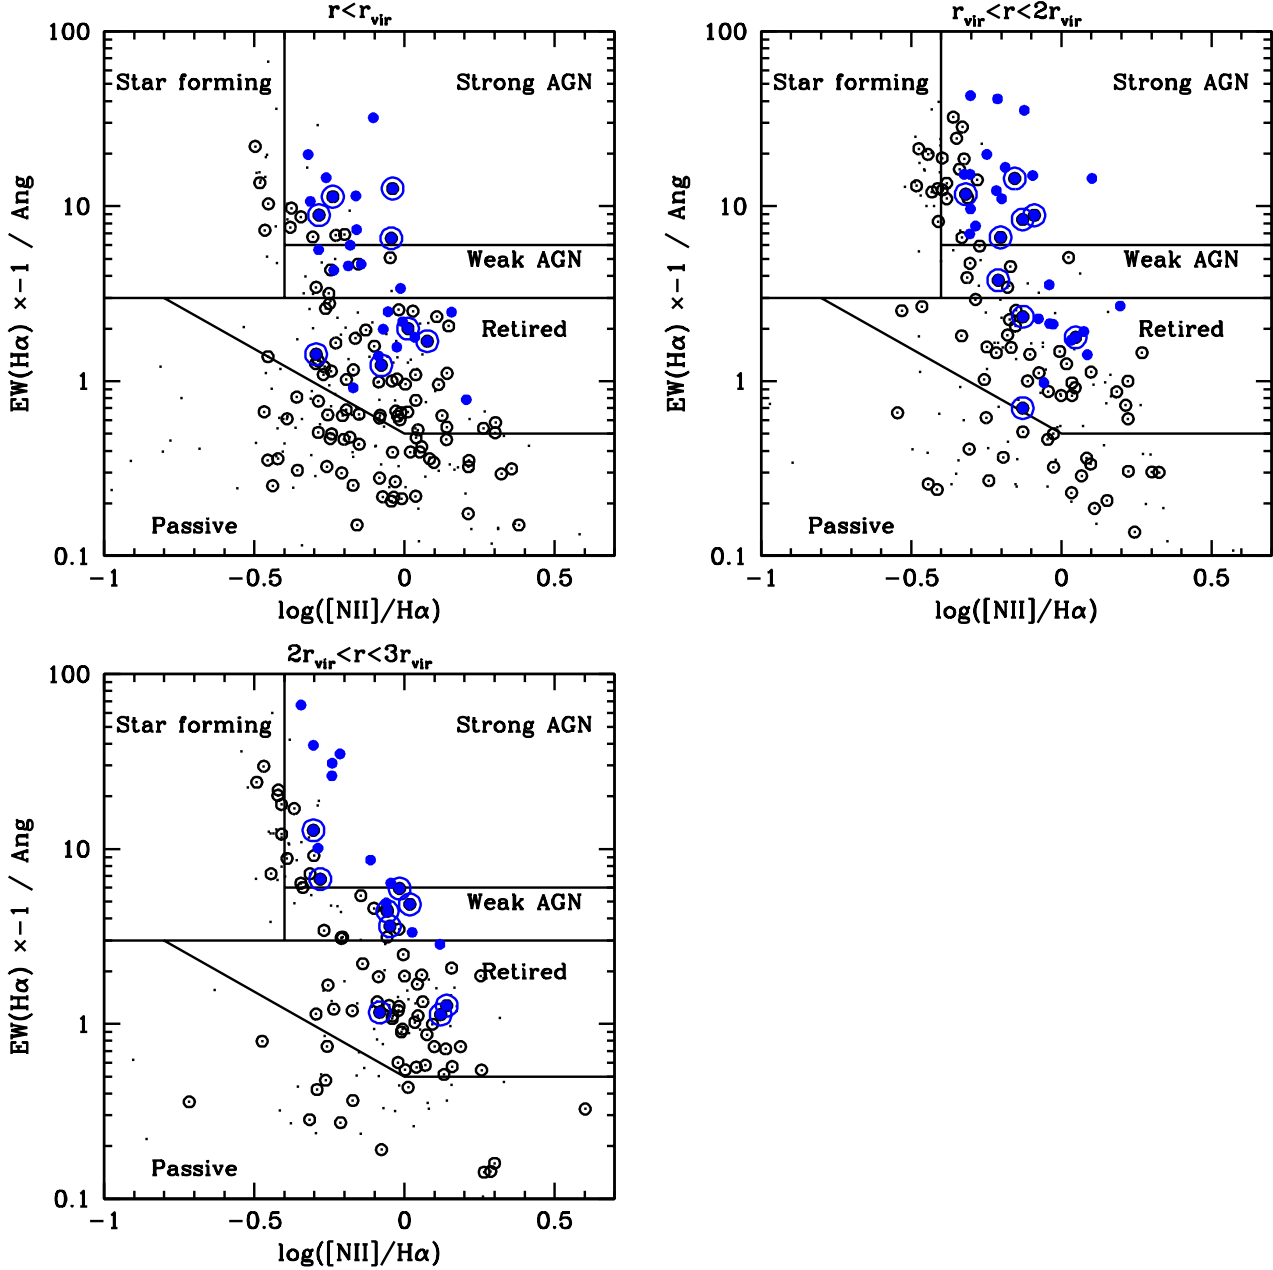 r<r_vir
100
Star forming Strong AGN
10
Weak AGN
Retired
1
Passive
0.1
−1 −0.5 0 0.5
log([NII]/Hα)
EW(Hα) ×−1 / Ang
r_vir<r<2r_vir
100
Star forming Strong AGN
10
Weak AGN
Retired
1
Passive
0.1
−1 −0.5 0 0.5
log([NII]/Hα)
EW(Hα) ×−1 / Ang
2r_vir<r<3r_vir
100
Star forming Strong AGN
10
Weak AGN
Retired
1
Passive
0.1
−1 −0.5 0 0.5
log([NII]/Hα)
EW(Hα) ×−1 / Ang